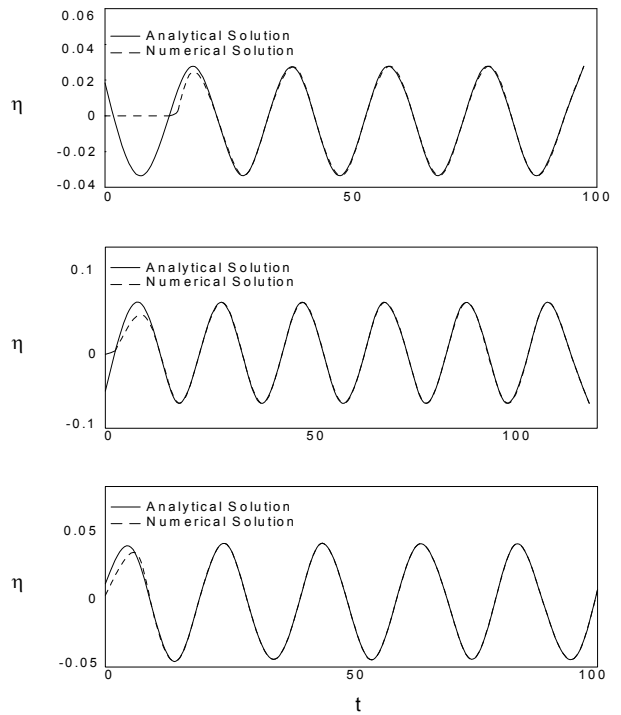 0.06
0.04
Analytical Solution
Numerical Solution
0.02
η
0
-0.02
-0.04
0
50
100
0.1
Analytical Solution
Numerical Solution
η
0
-0.1
0
50
100
Analytical Solution
Numerical Solution
0.05
η
0
-0.05
0
50
100
t